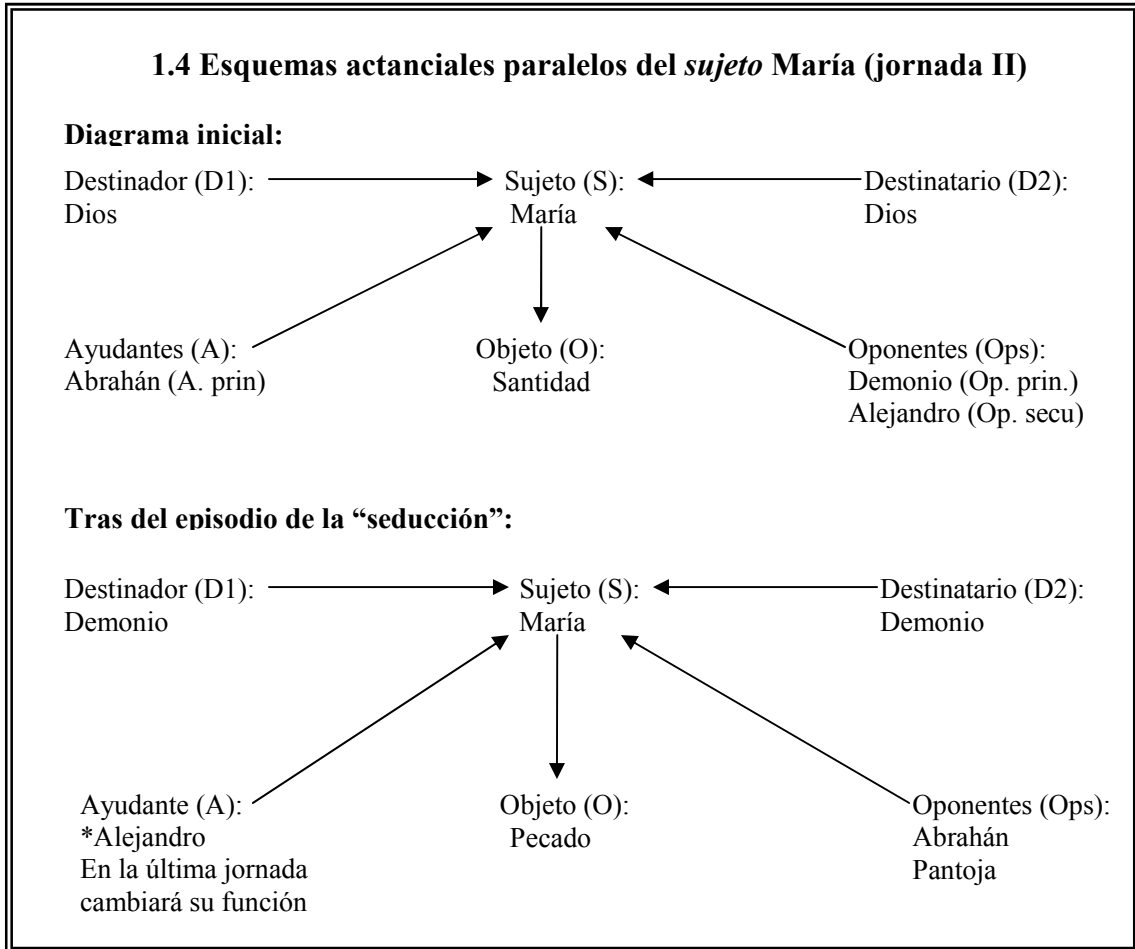 1.4 Esquemas actanciales paralelos del sujeto María (jornada II)
Diagrama inicial:
Destinador (D1):
Dios
Sujeto (S):
María
Destinatario (D2):
Dios
Ayudantes (A):
Abrahán (A. prin)
Objeto (O):
Santidad
Oponentes (Ops):
Demonio (Op. prin.)
Alejandro (Op. secu)
Tras del episodio de la “seducción”:
Destinador (D1):
Demonio
Sujeto (S):
María
Destinatario (D2):
Demonio
Ayudante (A):
*Alejandro
En la última jornada
cambiará su función
Objeto (O):
Pecado
Oponentes (Ops):
Abrahán
Pantoja